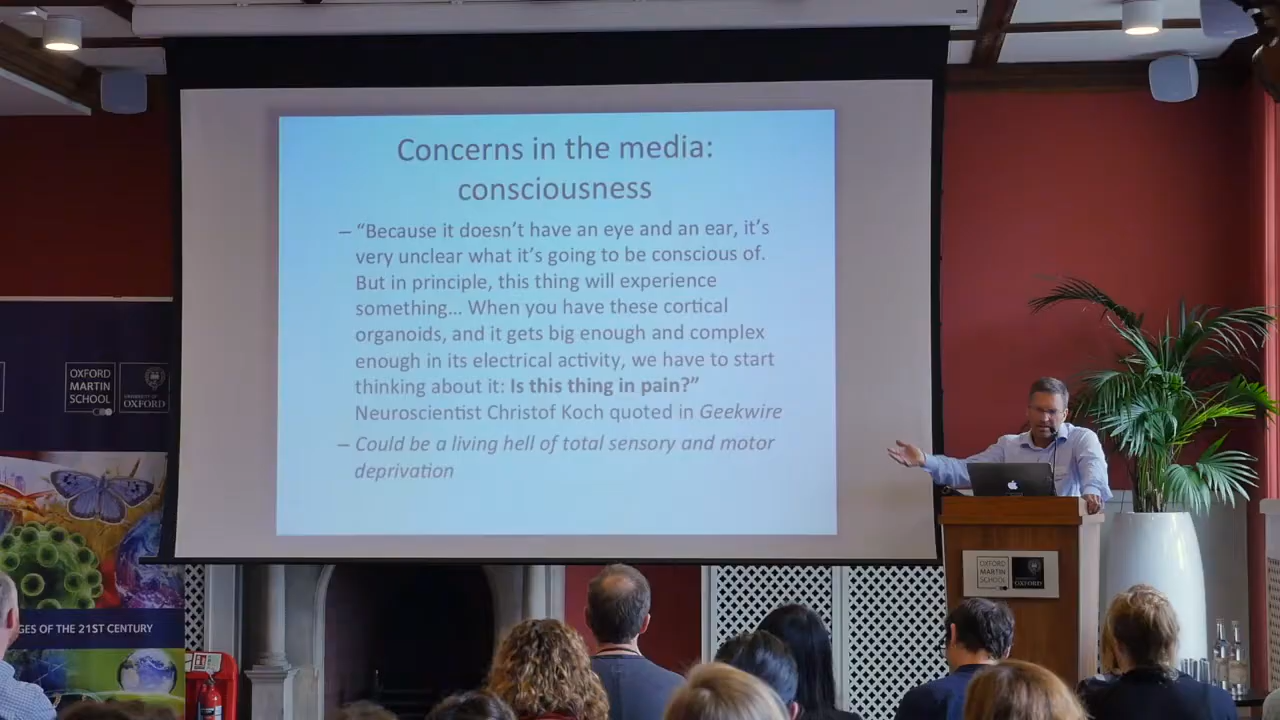 Concerns in the media:
consciousness
– “Because it doesn’t have an eye and an ear, it’s
very unclear what it’s going to be conscious of.
But in principle, this thing will experience
something... When you have these cortical
organoids, and it gets big enough and complex
enough in its electrical activity, we have to start
thinking about it: Is this thing in pain?”
Neuroscientist Christof Koch quoted in Geekwire
– Could be a living hell of total sensory and motor
deprivation
OXFORD
MARTIN
SCHOOL
UNIVERSITY OF
OXFORD
GES OF THE 21ST CENTURY
OXFORD
MARTIN
SCHOOL
OXFORD